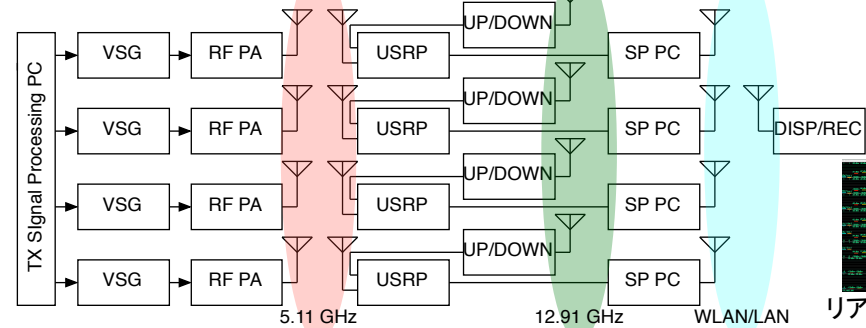 UP/DOWN
VSG
RF PA
USRP
SP PC
UP/DOWN
VSG
RF PA
USRP
SP PC
DISP/REC
UP/DOWN
VSG
RF PA
USRP
SP PC
UP/DOWN
VSG
RF PA
USRP
SP PC
TX SIgnal Processing PC
5.11 GHz
12.91 GHz
WLAN/LAN
リア